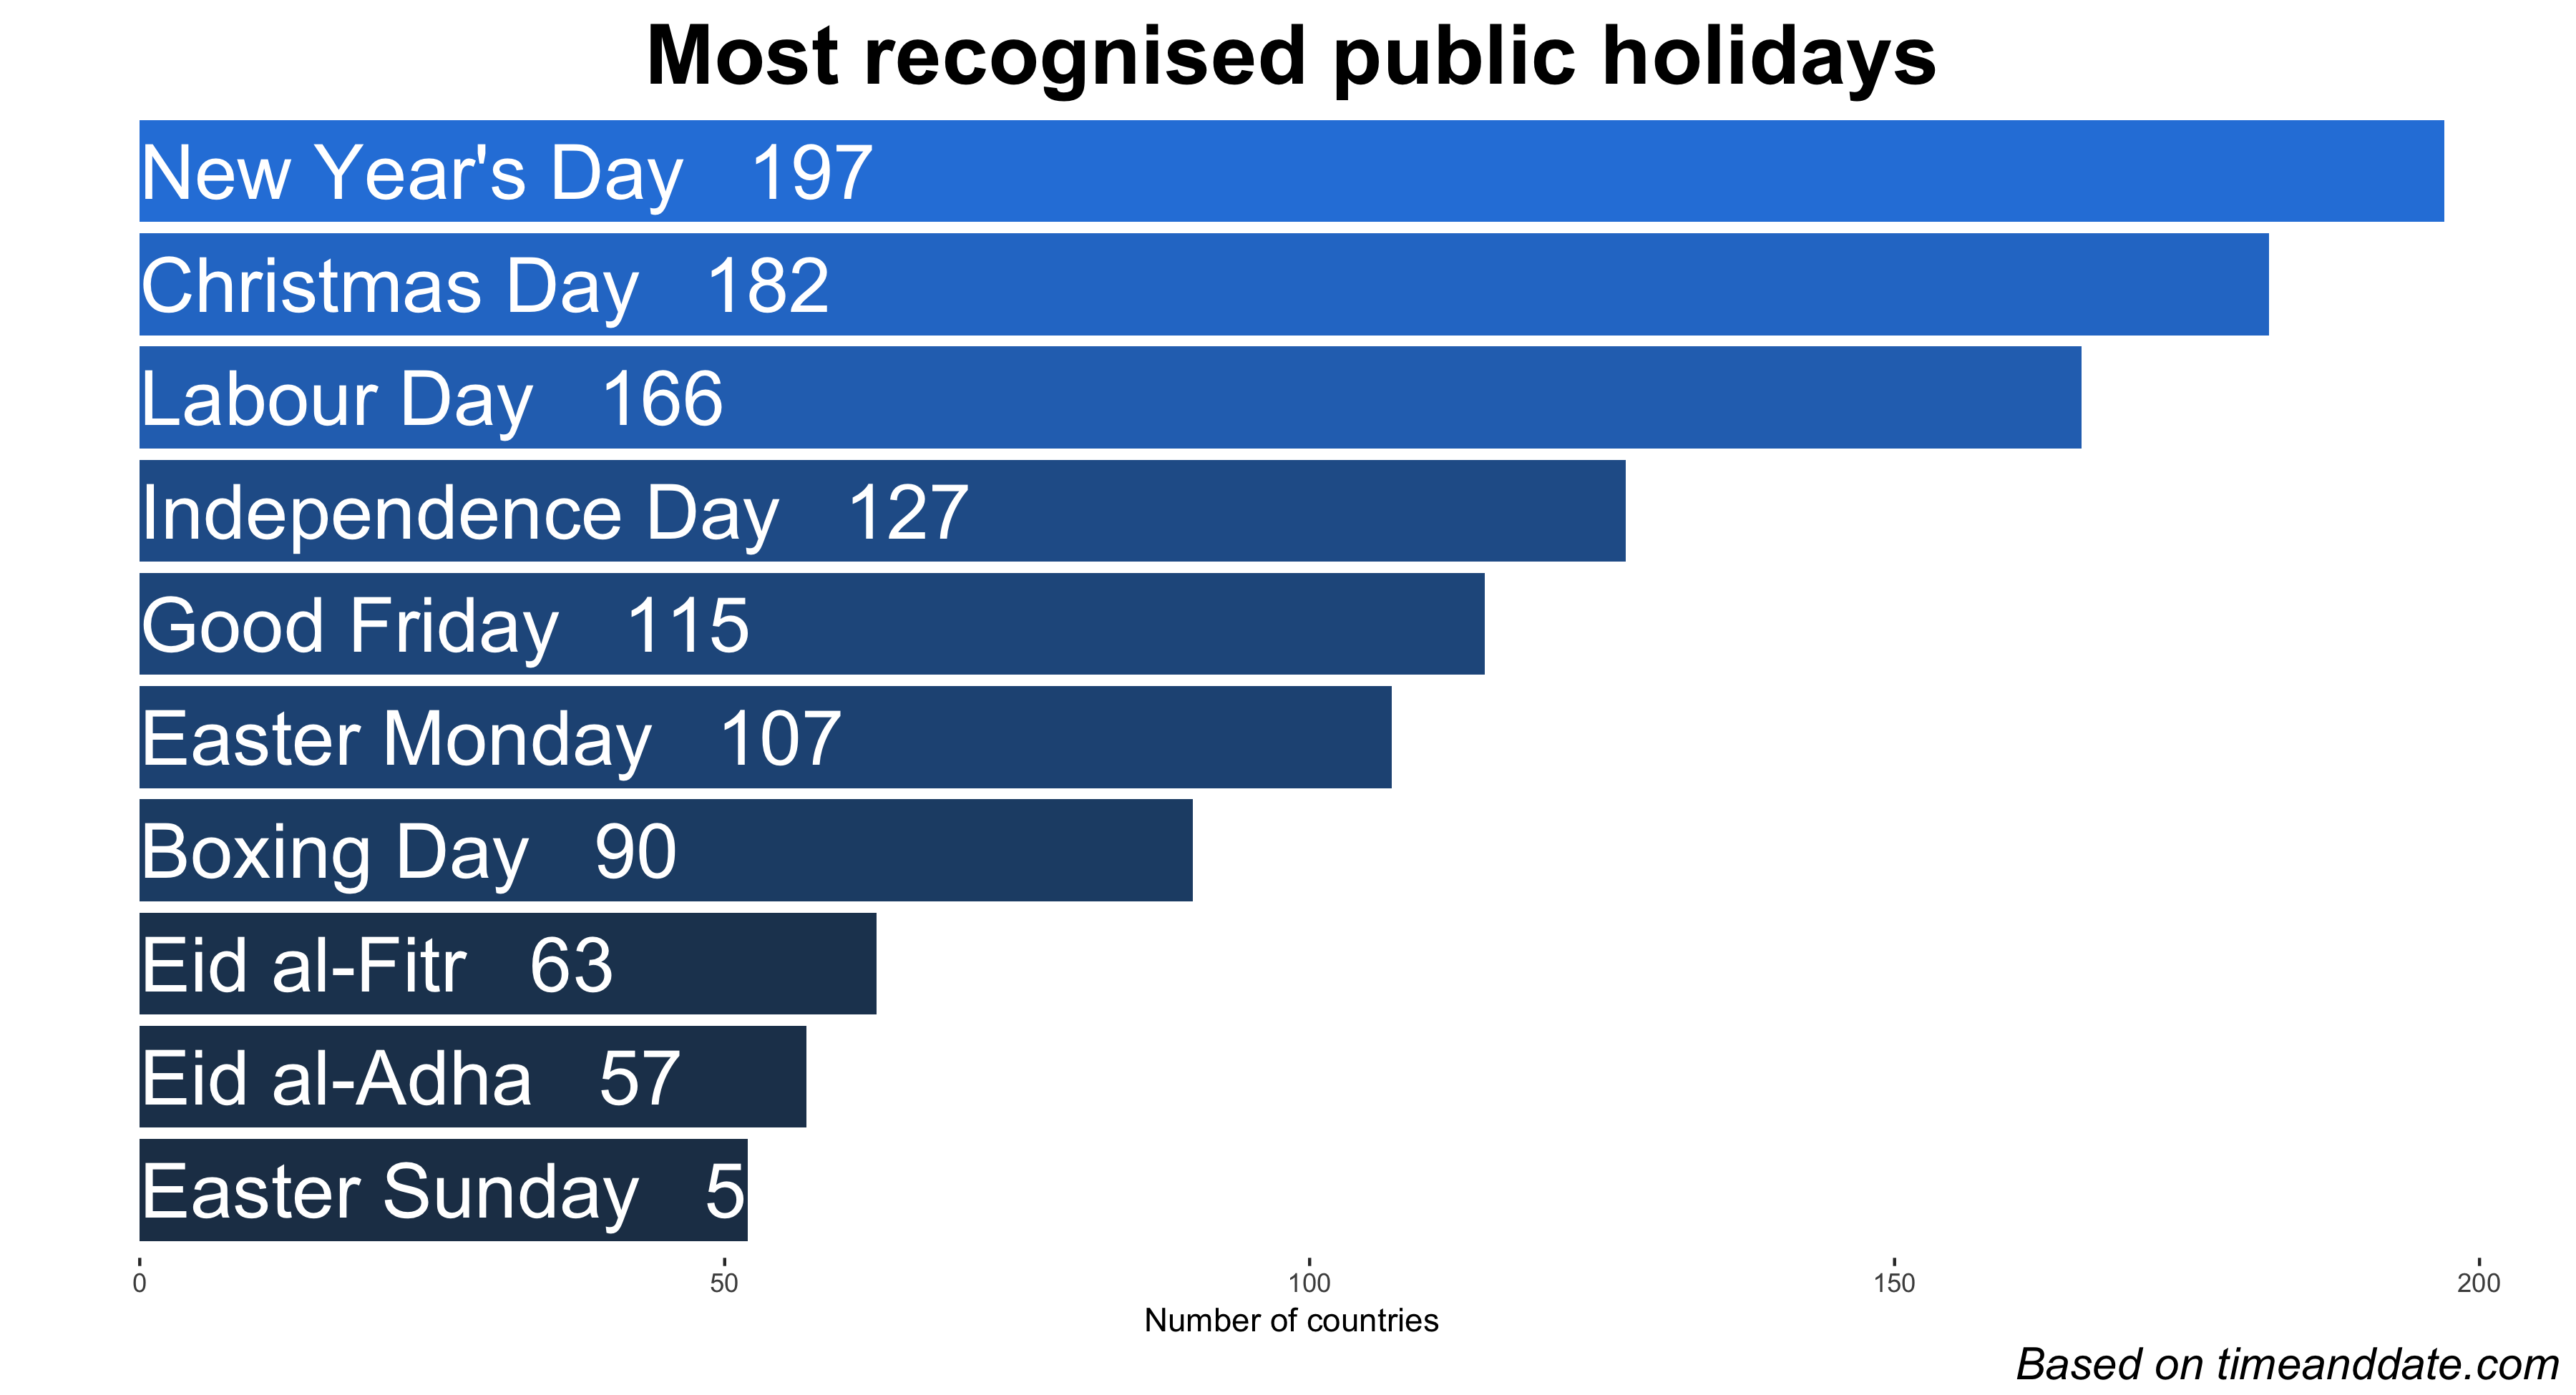 Most recognised public holidays
New Year's Day 197
Christmas Day 182
Labour Day 166
Independence Day 127
Good Friday 115
Easter Monday 107
Boxing Day 90
Eid al-Fitr 63
Eid al-Adha 57
Easter Sunday 5
0 50 100 150 200
Number of countries
Based on timeanddate.com